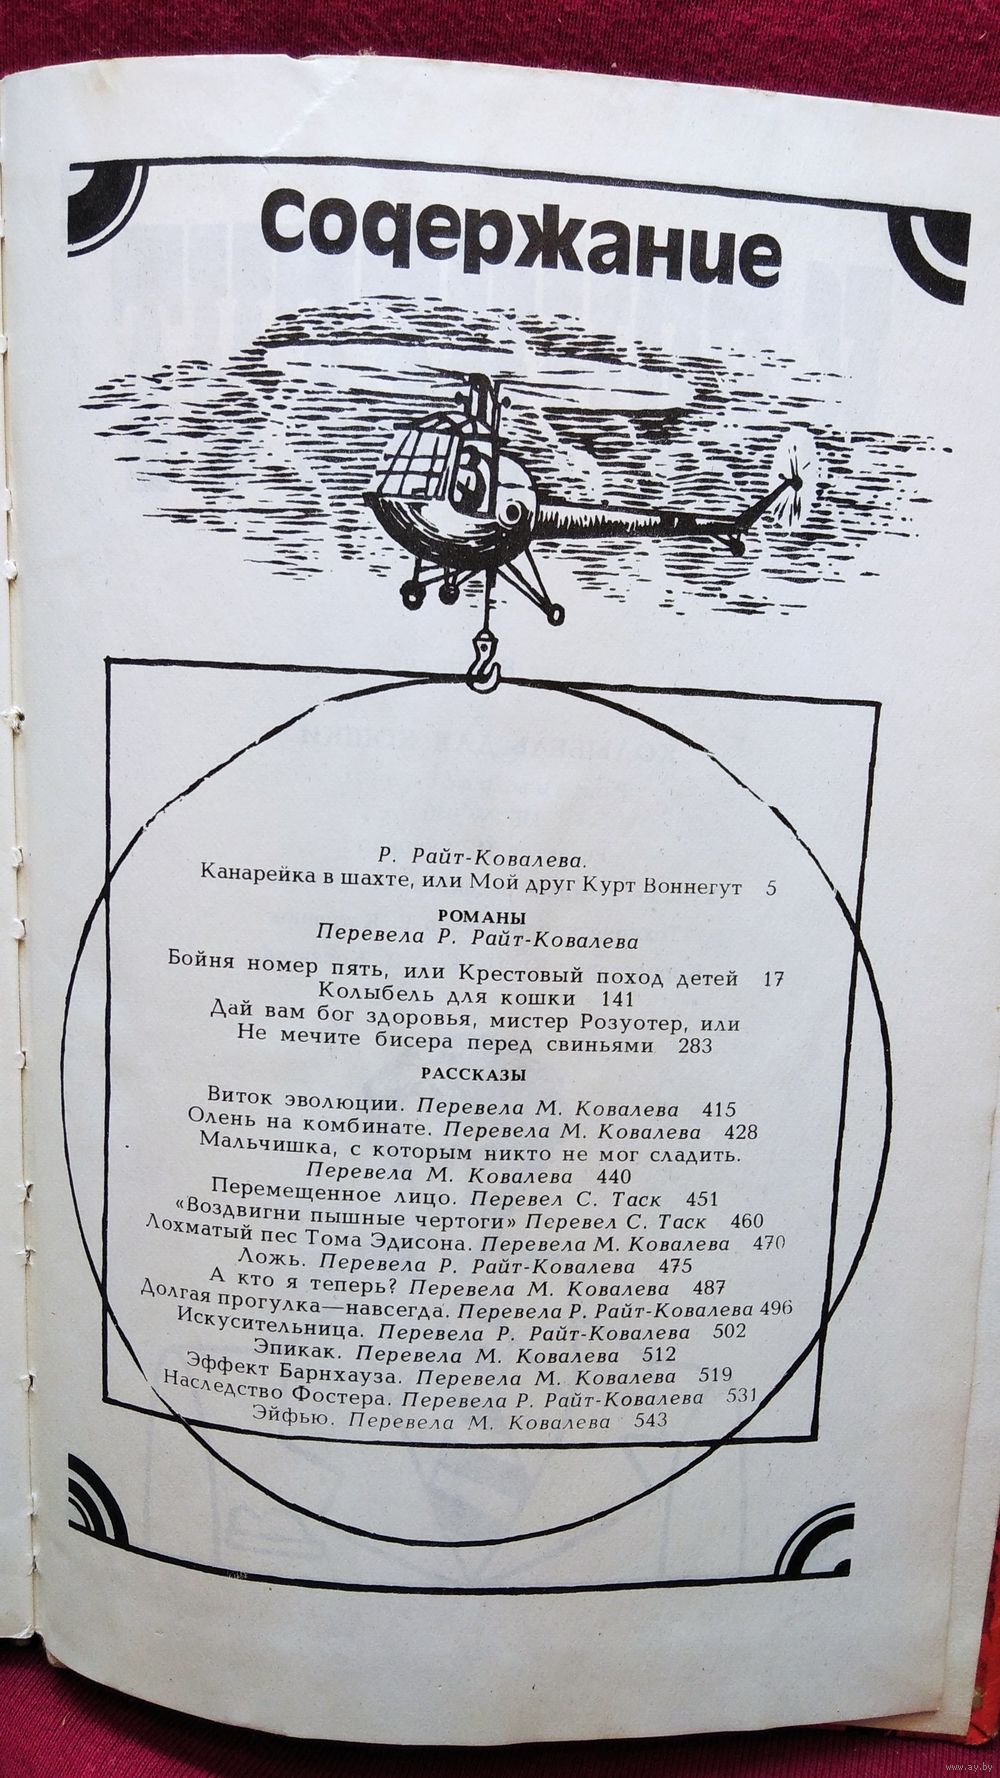 Содержание
Р. Райт-Ковалева.
Канарейка в шахте, или Мой друг Курт Воннегут 5
РОМАНЫ
Перевела Р. Райт-Ковалева
Бойня номер пять, или Крестовый поход детей 17
Колыбель для кошки 141
Дай вам бог здоровья, мистер Розуотер, или
Не мечите бисера перед свиньями 283
РАССКАЗЫ
Виток эволюции. Перевела М. Ковалева 415
Олень на комбинате. Перевела М. Ковалева 428
Мальчишка, с которым никто не мог сладить.
Перевела М. Ковалева 440
Перемещенное лицо. Перевел С. Таск 451
«Воздвигни пышные чертоги» Перевел С. Таск 460
Лохматый пес Тома Эдисона. Перевела М. Ковалева 470
Ложь. Перевела Р. Райт-Ковалева 475
А кто я теперь? Перевела М. Ковалева 487
Долгая прогулка—навсегда. Перевела Р. Райт-Ковалева 496
Искусительница. Перевела Р. Райт-Ковалева 502
Эпикак. Перевела М. Ковалева 512
Эффект Барнхауза. Перевела М. Ковалева 519
Наследство Фостера. Перевела Р. Райт-Ковалева 531
Эйфью. Перевела М. Ковалева 543
www.ay.by